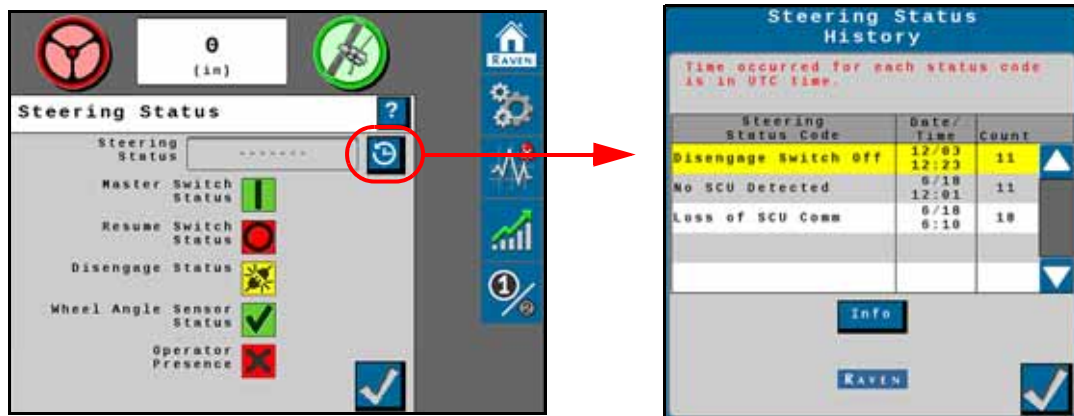 0
(in)
RAVEN
Steering Status
?
Steering
Status
-------
Master Switch
Status
Resume Switch
Status
Disengage Status
Wheel Angle Sensor
Status
Operator
Presence
1/2
Steering Status
History
Time occurred for each status code
is in UTC time.
Steering
Status Code
Date/
Time
Count
Disengage Switch Off
12/03
12:23
11
No SCU Detected
6/18
12:01
11
Loss of SCU Comm
6/18
6:10
10
Info
RAVEN